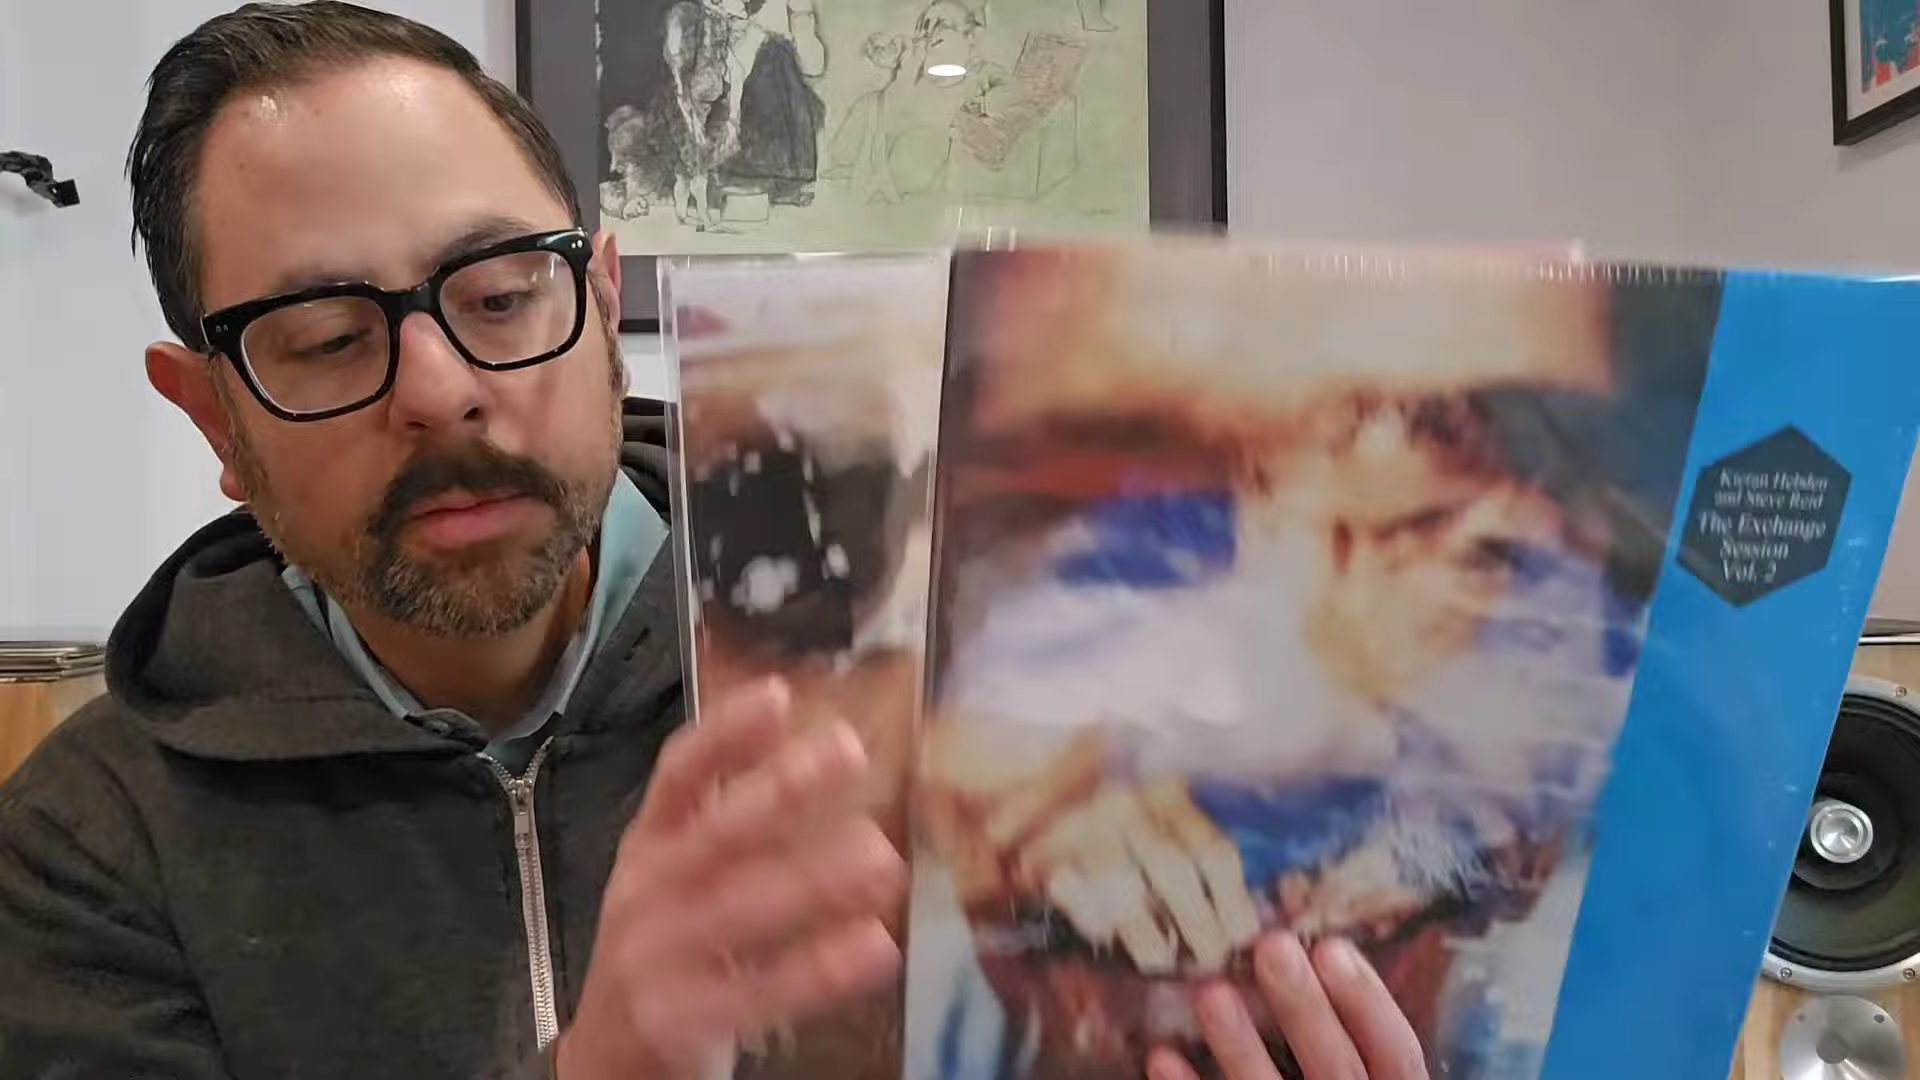 Kieran Hebden
and Steve Reid
The Exchange
Session
Vol. 2